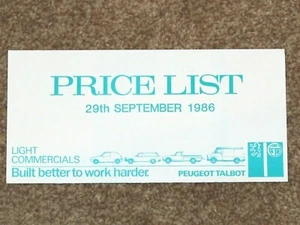 PRICE LIST
29th SEPTEMBER 1986
LIGHT
COMMERCIALS
Built better to work harder.
PEUGEOT TALBOT